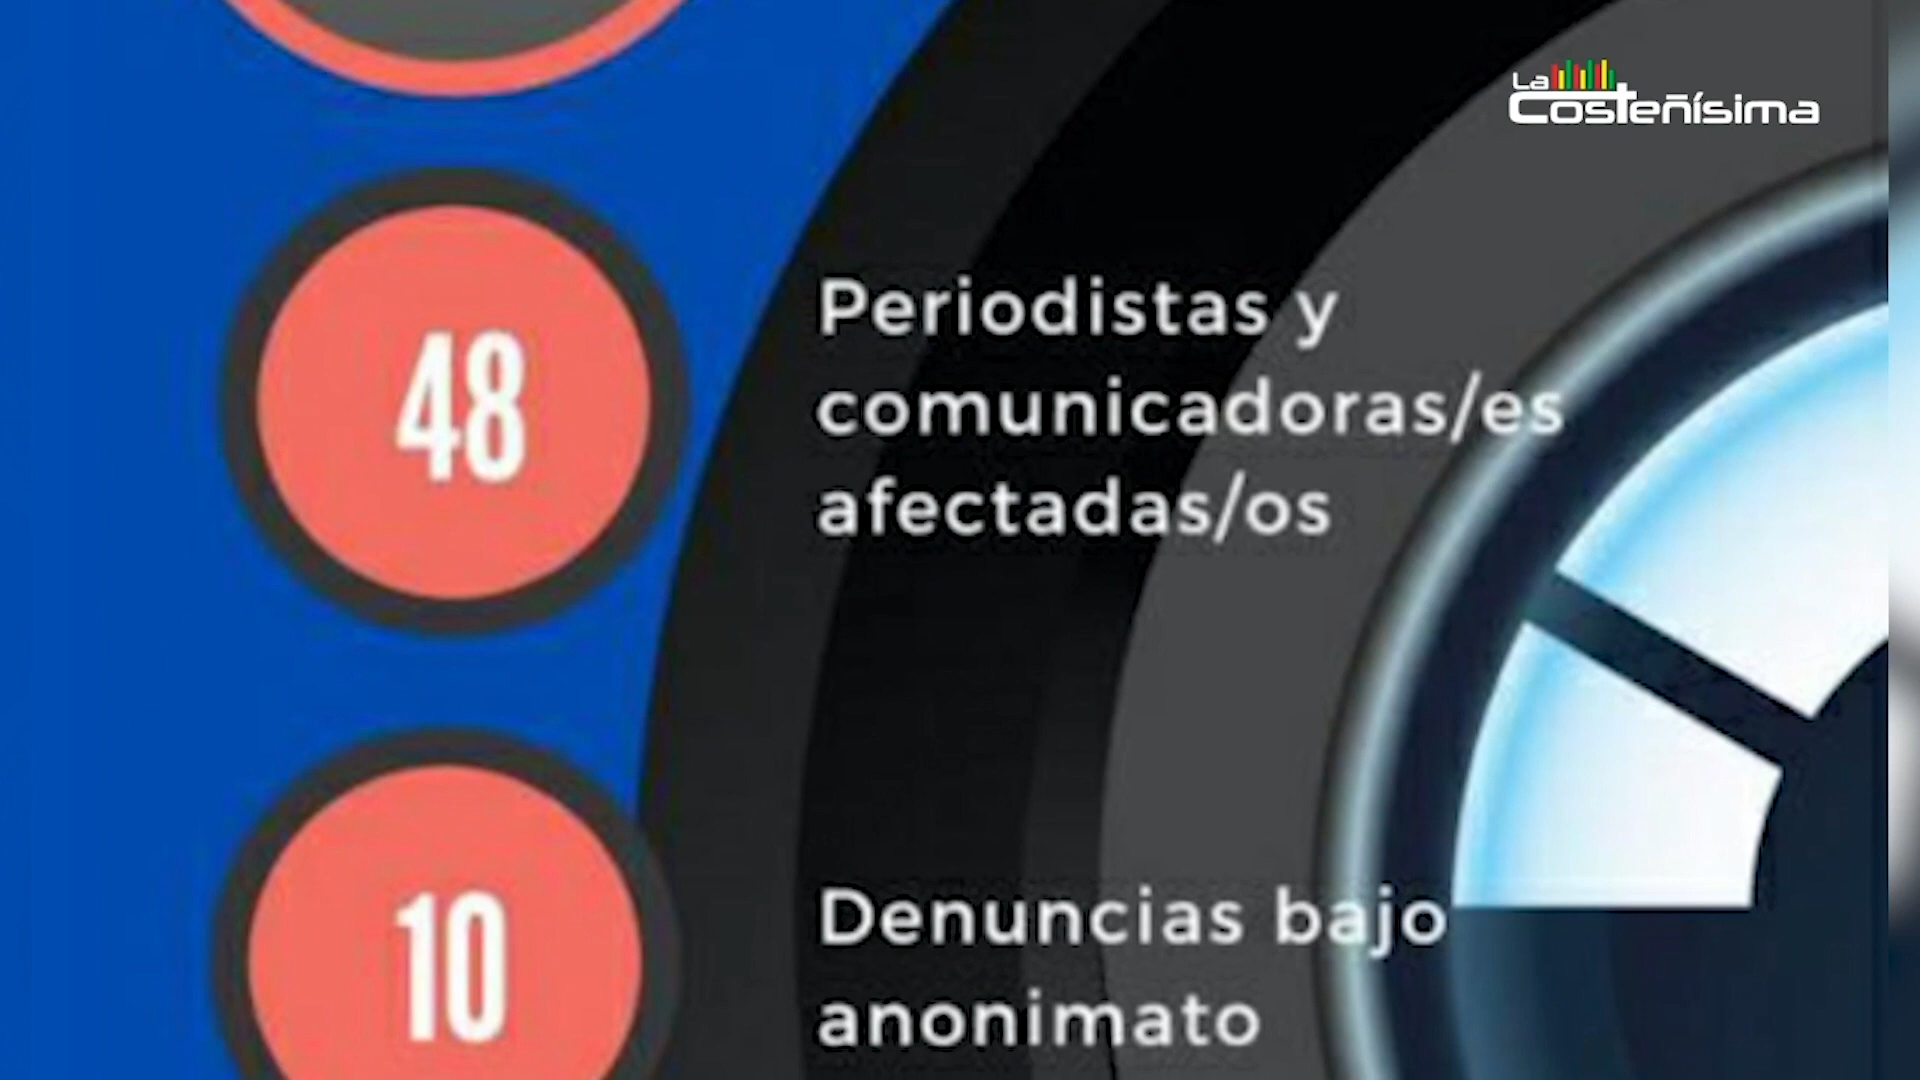 La
Costeñísima
48
Periodistas y
comunicadoras/es
afectadas/os
10
Denuncias bajo
anonimato